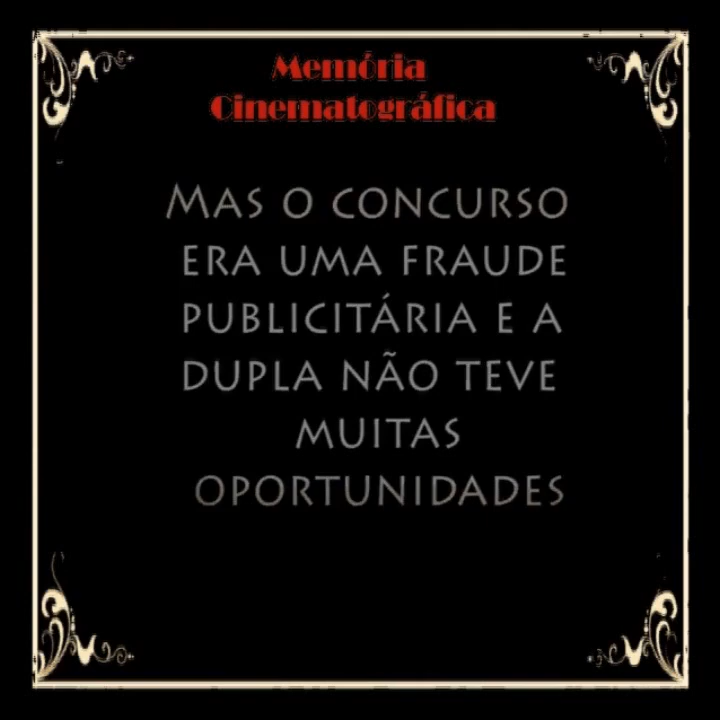 Memória
Cinematográfica
MAS O CONCURSO
ERA UMA FRAUDE
PUBLICITÁRIA E A
DUPLA NÃO TEVE
MUITAS
OPORTUNIDADES